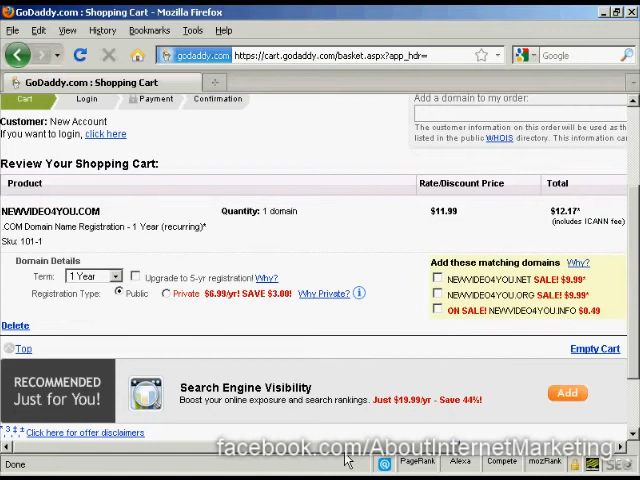 GoDaddy.com : Shopping Cart - Mozilla Firefox
File Edit View History Bookmarks Tools Help
godaddy.com https://cart.godaddy.com/basket.aspx?app_hdr=
Google
GoDaddy.com : Shopping Cart
Cart Login Payment Confirmation
Add a domain to my order:
Customer: New Account
If you want to login, click here
The customer information on this order will be used as th
listed in the public WHOIS directory. This information car
Review Your Shopping Cart:
Product Rate/Discount Price Total
NEWVIDEO4YOU.COM Quantity: 1 domain $11.99 $12.17*
.COM Domain Name Registration - 1 Year (recurring)* (includes ICANN fee)
Sku: 101-1
Domain Details
Term: 1 Year Upgrade to 5-yr registration! Why?
Registration Type: Public Private $6.99/yr! SAVE $3.00! Why Private?
Add these matching domains Why?
NEWVIDEO4YOU.NET SALE! $9.99*
NEWVIDEO4YOU.ORG SALE! $9.99*
ON SALE! NEWVIDEO4YOU.INFO $0.49
Delete
Top Empty Cart
RECOMMENDED
Just for You!
Search Engine Visibility
Boost your online exposure and search rankings. Just $19.99/yr - Save 44%!
Add
Click here for offer disclaimers
facebook.com/AboutInternetMarketing
Done PageRank Alexa Compete mozRank